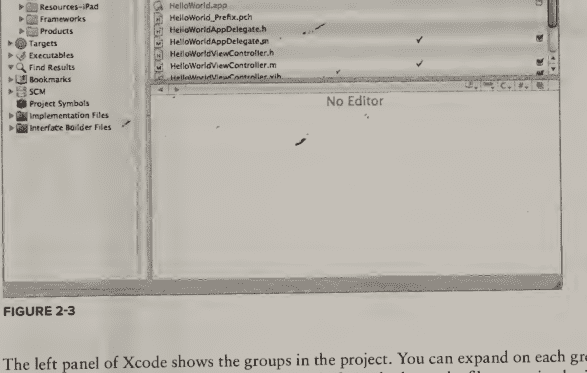 Resources-iPad
Frameworks
Products
Targets
Executables
Find Results
Bookmarks
SCM
Project Symbols
Implementation Files
Interface Builder Files
HelloWorld.app
HelloWorld_Prefix.pch
HelloWorldAppDelegate.h
HelloWorldAppDelegate.m
HelloWorldViewController.h
HelloWorldViewController.m
HelloWorldViewController.xib
No Editor
FIGURE 2-3
The left panel of Xcode shows the groups in the project. You can expand on each